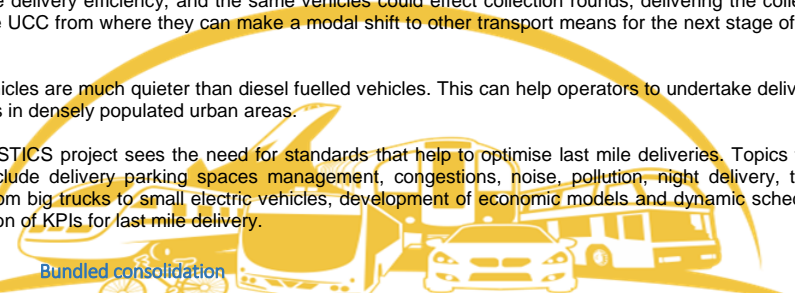 e delivery efficiency, and the same vehicles could effect collection rounds, delivering the colle
UCC from where they can make a modal shift to other transport means for the next stage of
icles are much quieter than diesel fuelled vehicles. This can help operators to undertake deliv
s in densely populated urban areas.
STICS project sees the need for standards that help to optimise last mile deliveries. Topics
clude delivery parking spaces management, congestions, noise, pollution, night delivery, t
om big trucks to small electric vehicles, development of economic models and dynamic sched
ion of KPIs for last mile delivery.
Bundled consolidation